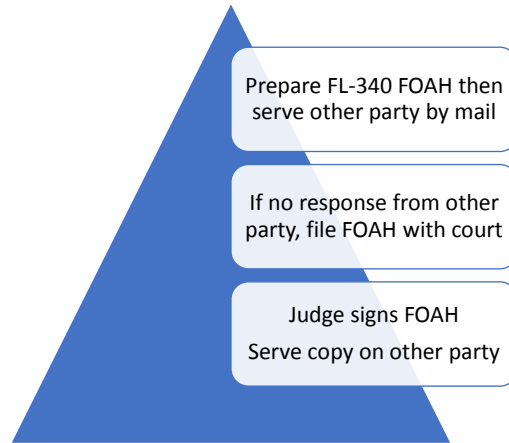 Prepare FL-340 FOAH then
serve other party by mail
If no response from other
party, file FOAH with court
Judge signs FOAH
Serve copy on other party